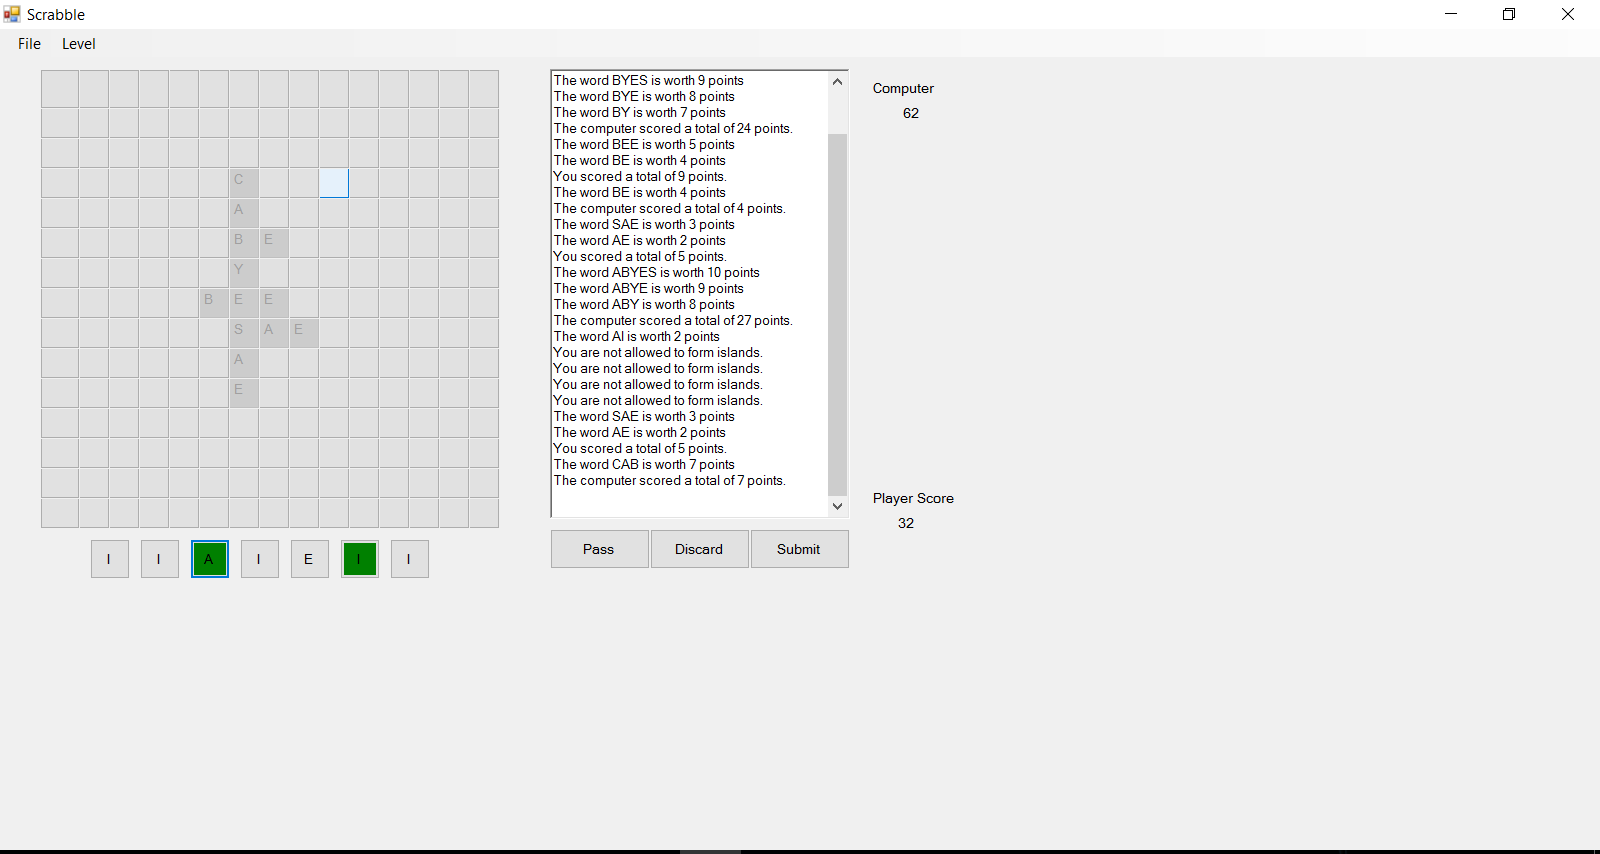 Scrabble
File Level
C
A
B E
Y
B E E
S A E
A
E
The word BYES is worth 9 points
The word BYE is worth 8 points
The word BY is worth 7 points
The computer scored a total of 24 points.
The word BEE is worth 5 points
The word BE is worth 4 points
You scored a total of 9 points.
The word BE is worth 4 points
The computer scored a total of 4 points.
The word SAE is worth 3 points
The word AE is worth 2 points
You scored a total of 5 points.
The word ABYES is worth 10 points
The word ABYE is worth 9 points
The word ABY is worth 8 points
The computer scored a total of 27 points.
The word AI is worth 2 points
You are not allowed to form islands.
You are not allowed to form islands.
You are not allowed to form islands.
You are not allowed to form islands.
The word SAE is worth 3 points
The word AE is worth 2 points
You scored a total of 5 points.
The word CAB is worth 7 points
The computer scored a total of 7 points.
Computer
62
Player Score
32
Pass Discard Submit
I I A I E I I